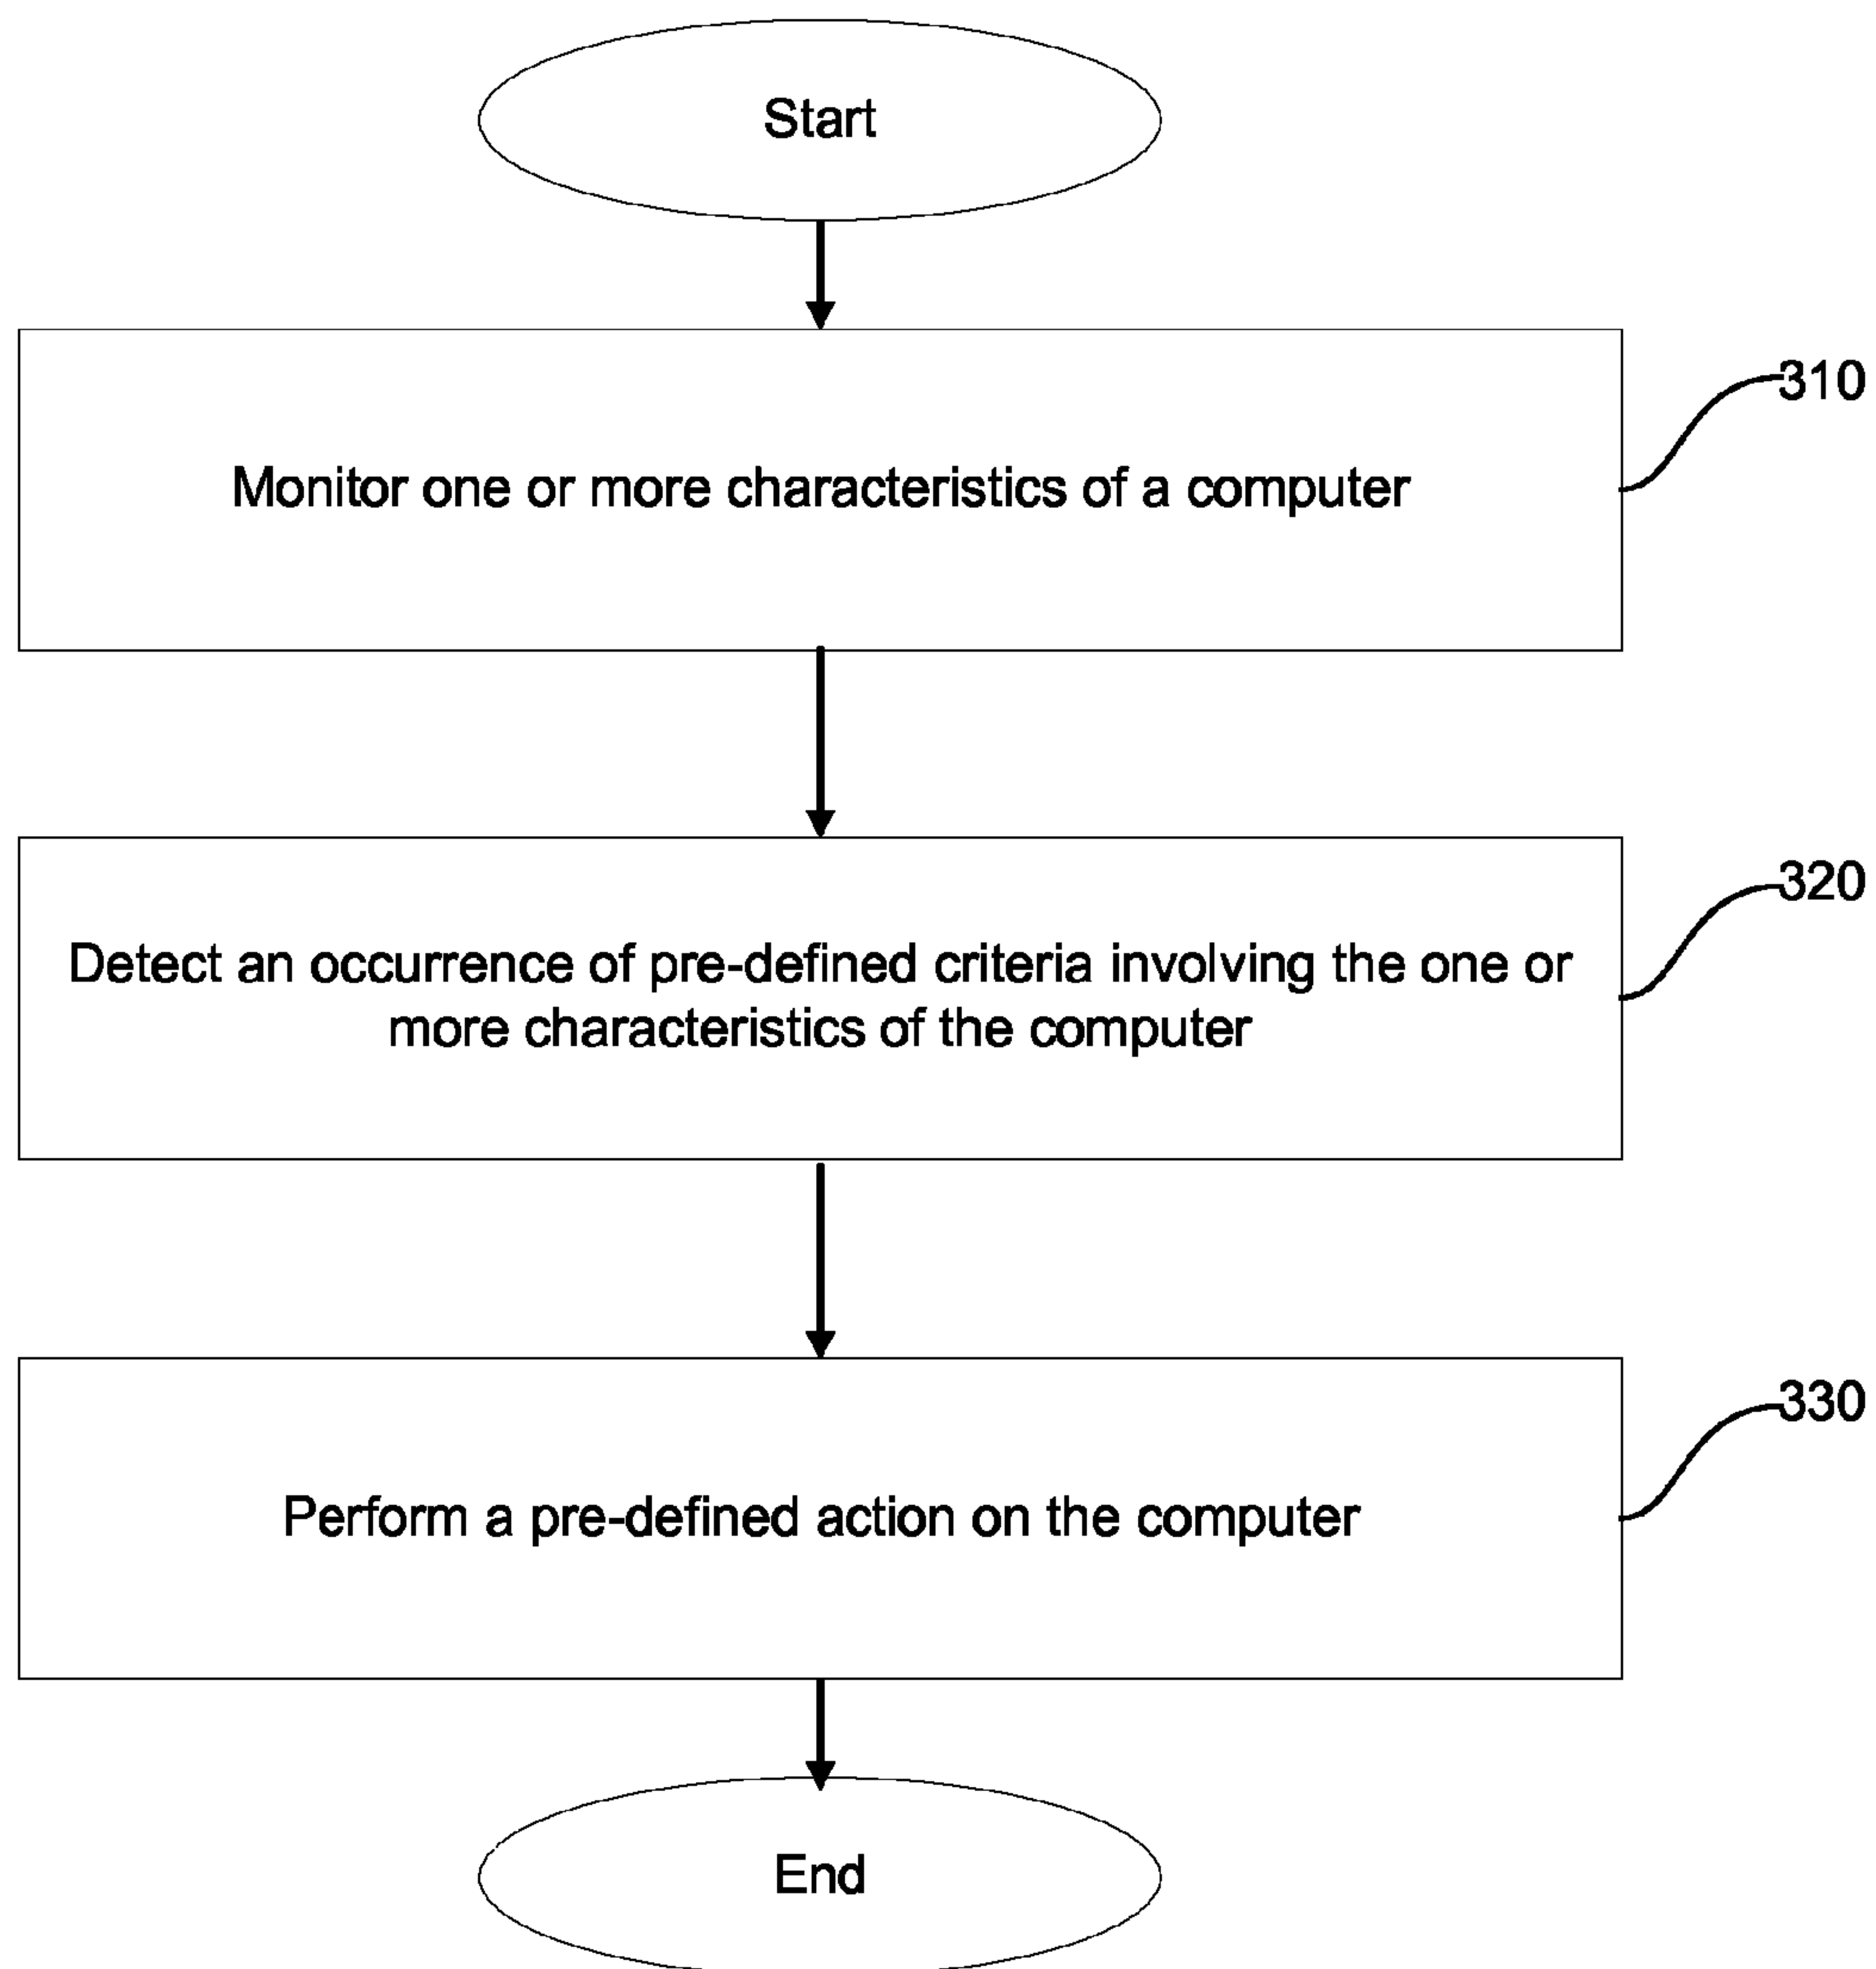 Start
310
Monitor one or more characteristics of a computer
320
Detect an occurrence of pre-defined criteria involving the one or
more characteristics of the computer
330
Perform a pre-defined action on the computer
End